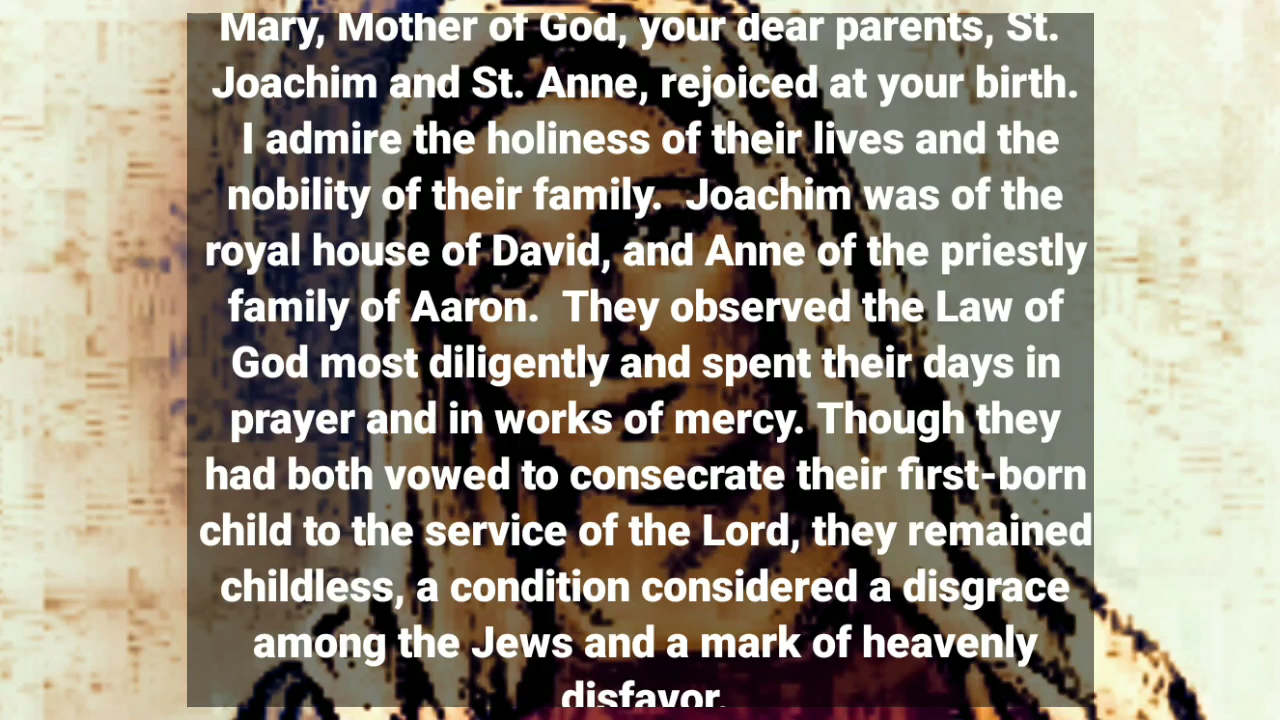 Mary, Mother of God, your dear parents, St.
Joachim and St. Anne, rejoiced at your birth.
I admire the holiness of their lives and the
nobility of their family.  Joachim was of the
royal house of David, and Anne of the priestly
family of Aaron.  They observed the Law of
God most diligently and spent their days in
prayer and in works of mercy. Though they
had both vowed to consecrate their first-born
child to the service of the Lord, they remained
childless, a condition considered a disgrace
among the Jews and a mark of heavenly
disfavor.